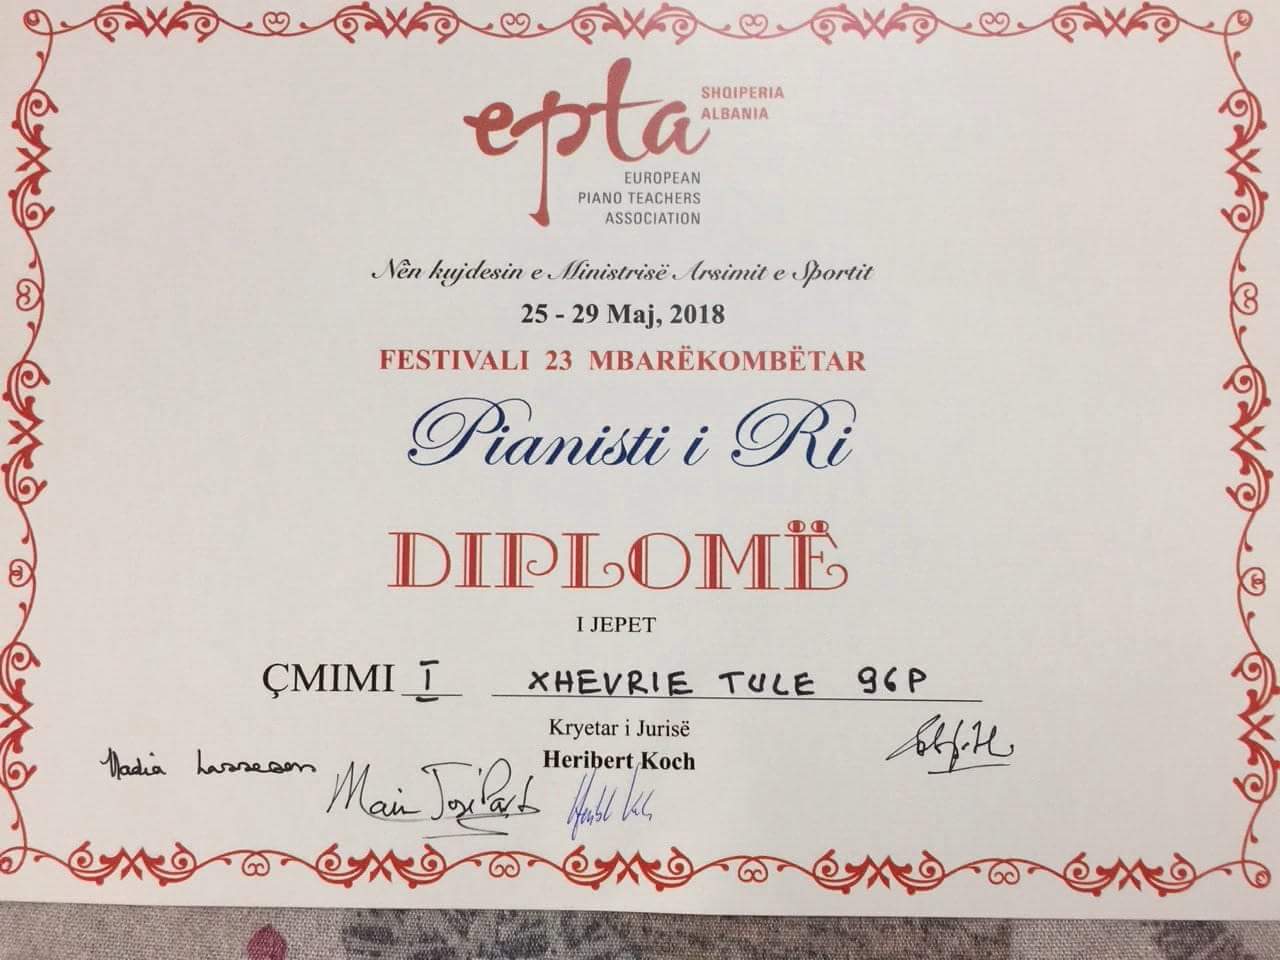 epta
SHQIPERIA
ALBANIA
EUROPEAN
PIANO TEACHERS
ASSOCIATION
Nën kujdesin e Ministrisë Arsimit e Sportit
25 - 29 Maj, 2018
FESTIVALI 23 MBARËKOMBËTAR
Pianisti i Ri
DIPLOMË
I JEPET
ÇMIMI I XHEVRIE TULE 96P
Kryetar i Jurisë
Heribert Koch
Nadia